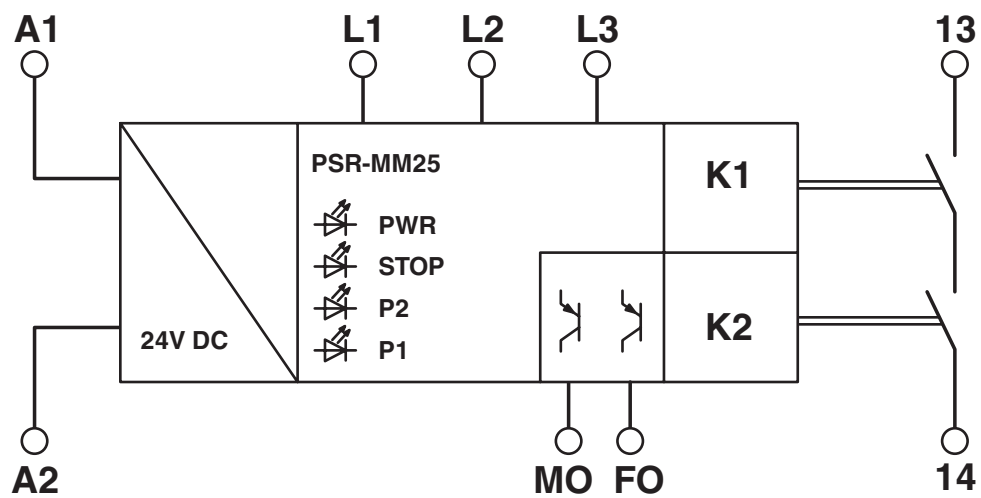 A1
L1
L2
L3
13
PSR-MM25
K1
PWR
STOP
P2
P1
24V DC
K2
A2
MO
FO
14